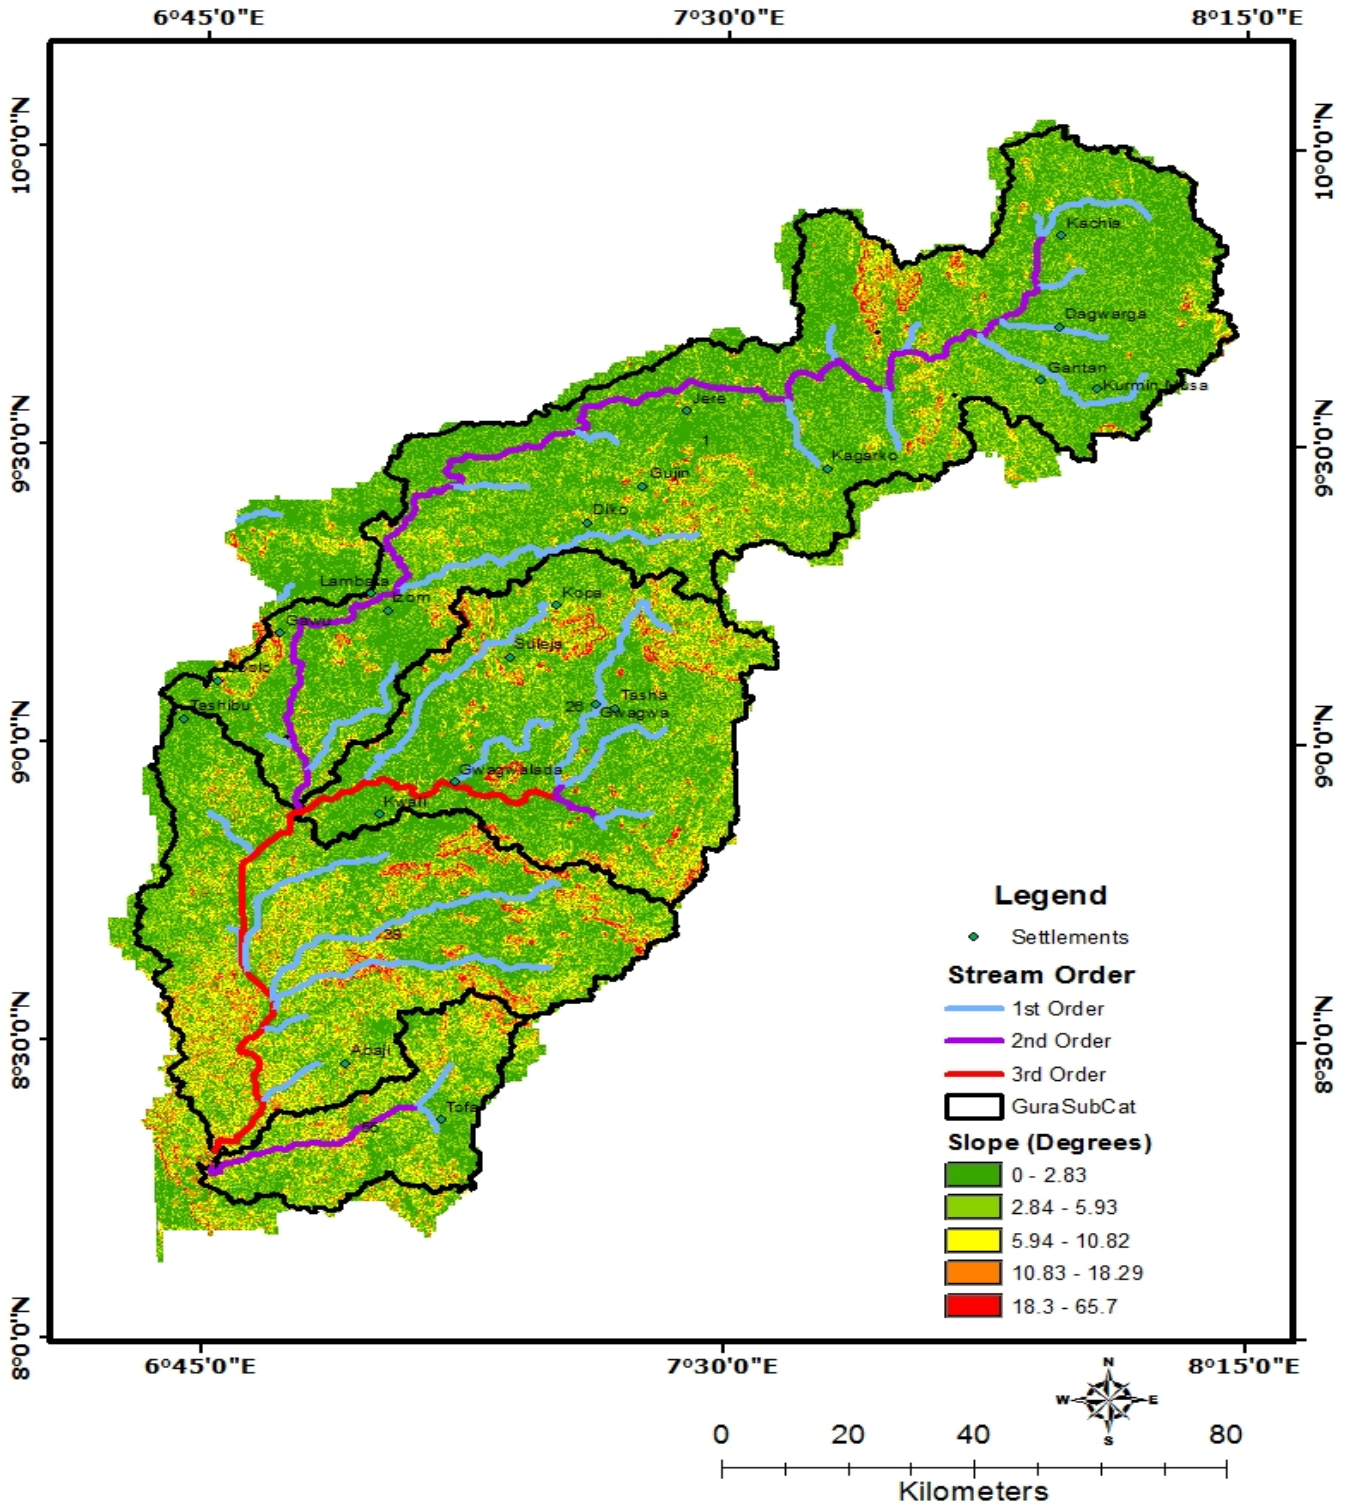 6°45'0"E 7°30'0"E 8°15'0"E
10°0'0"N
10°0'0"N
Kachia
Dagwarga
Gantan
Kurmin Musa
Jere
9°30'0"N
9°30'0"N
1
Kagarko
Gujin
Diko
Lambata
Izom
Kopa
Gawu
Suleja
Tashibu
Tasha
26
Gwagwa
9°0'0"N
9°0'0"N
Gwagwalada
Kwali
Legend
Settlements
39
Stream Order
1st Order
8°30'0"N
8°30'0"N
2nd Order
Abaji
3rd Order
GuraSubCat
Tofa
55
Slope (Degrees)
0 - 2.83
2.84 - 5.93
5.94 - 10.82
10.83 - 18.29
18.3 - 65.7
8°0'0"N
6°45'0"E 7°30'0"E 8°15'0"E
N
W E
S
0 20 40 80
Kilometers